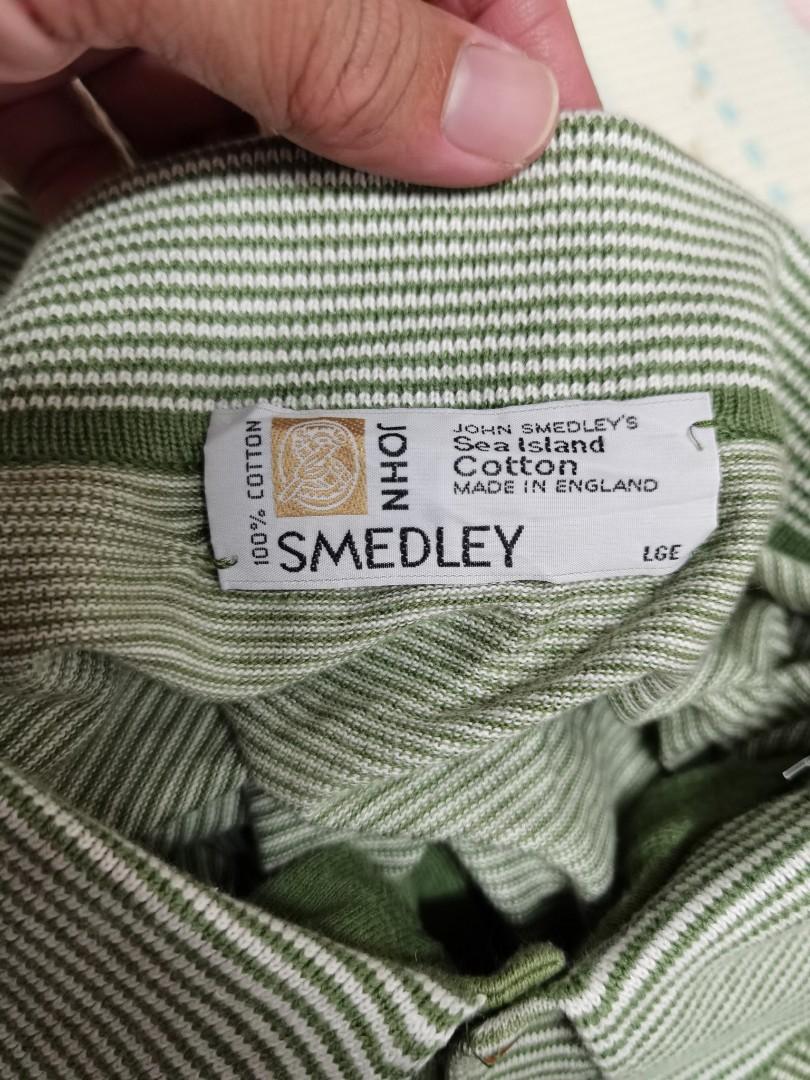 100% COTTON
JOHN
SMEDLEY
JOHN SMEDLEY'S
Sea Island
Cotton
MADE IN ENGLAND
LGE